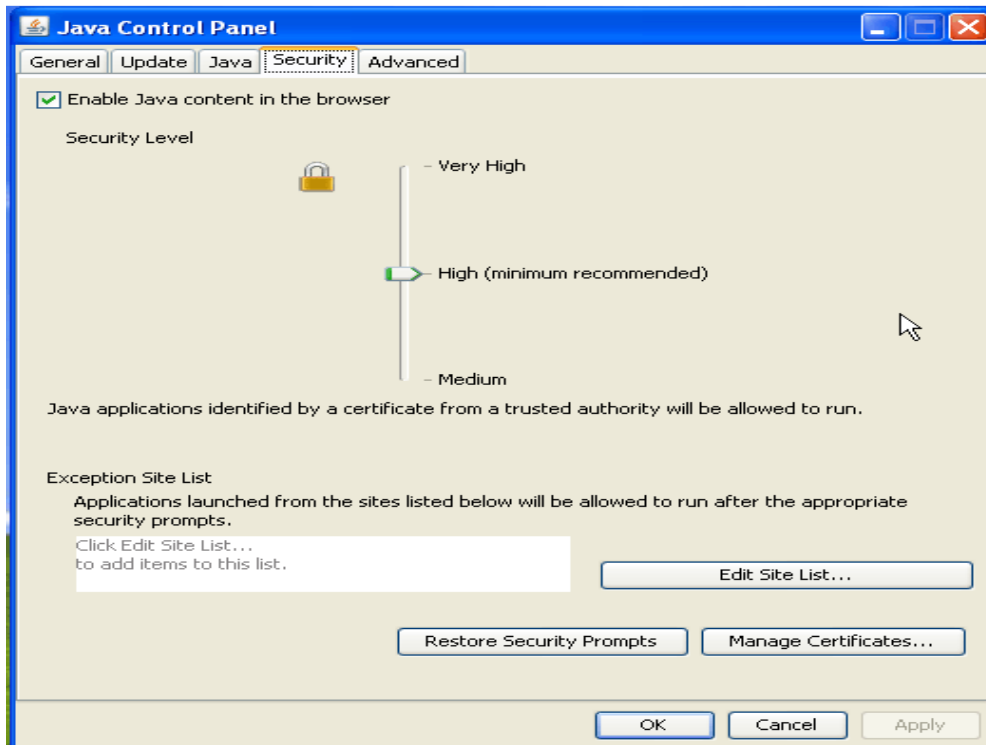 Java Control Panel
General Update Java Security Advanced
Enable Java content in the browser
Security Level
- Very High
- High (minimum recommended)
- Medium
Java applications identified by a certificate from a trusted authority will be allowed to run.
Exception Site List
Applications launched from the sites listed below will be allowed to run after the appropriate
security prompts.
Click Edit Site List...
to add items to this list.
Edit Site List...
Restore Security Prompts Manage Certificates...
OK Cancel Apply